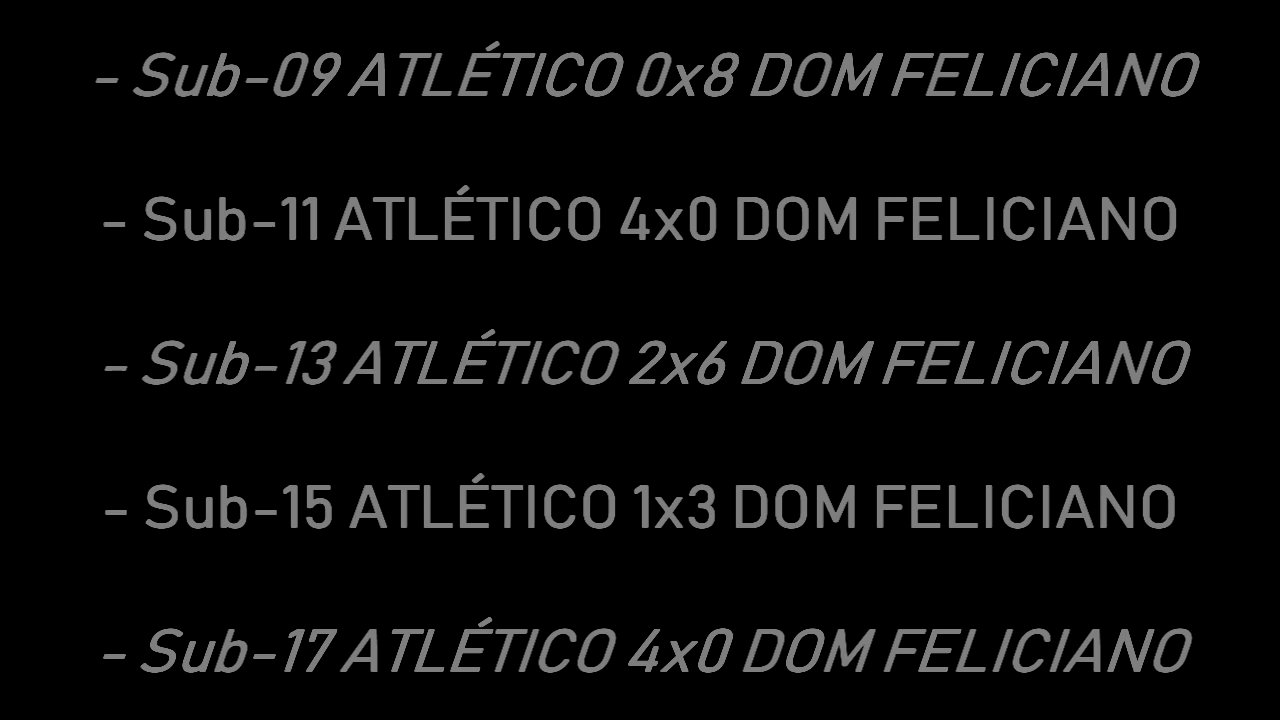 - Sub-09 ATLÉTICO 0x8 DOM FELICIANO
- Sub-11 ATLÉTICO 4x0 DOM FELICIANO
- Sub-13 ATLÉTICO 2x6 DOM FELICIANO
- Sub-15 ATLÉTICO 1x3 DOM FELICIANO
- Sub-17 ATLÉTICO 4x0 DOM FELICIANO